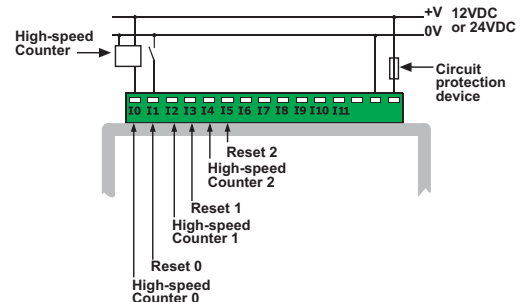 +V 12VDC
0V or 24VDC
High-speed
Counter
Circuit
protection
device
I0 I1 I2 I3 I4 I5 I6 I7 I8 I9 I10 I11
Reset 2
High-speed
Counter 2
Reset 1
High-speed
Counter 1
Reset 0
High-speed
Counter 0